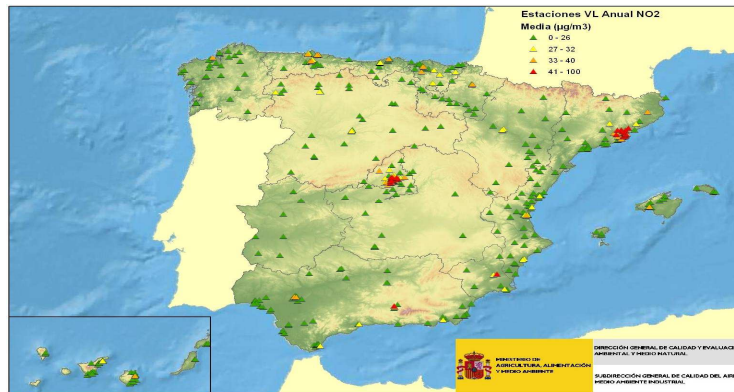 Estaciones VL Anual NO2
Media (µg/m3)
0 - 26
27 - 32
33 - 40
41 - 100
MINISTERIO DE
AGRICULTURA, ALIMENTACIÓN
Y MEDIO AMBIENTE
DIRECCIÓN GENERAL DE CALIDAD Y EVALUAC
AMBIENTAL Y MEDIO NATURAL
SUBDIRECCIÓN GENERAL DE CALIDAD DEL AIRE
MEDIO AMBIENTE INDUSTRIAL